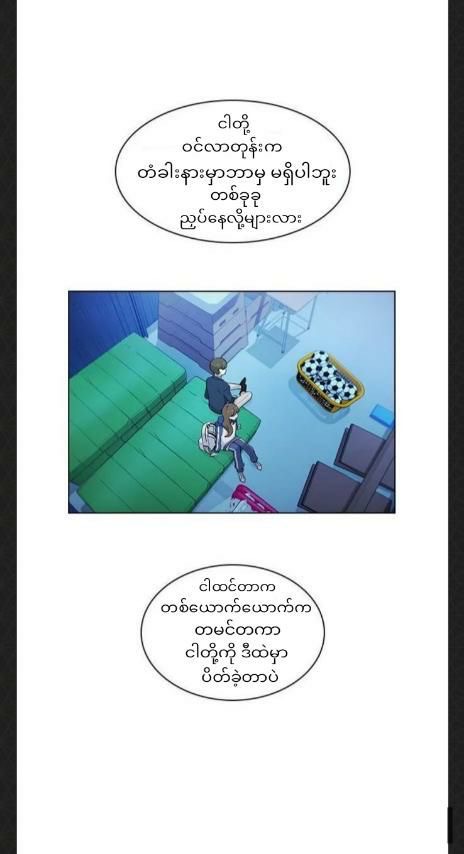 ငါတို့
ဝင်လာတုန်းက
တံခါးနားမှာဘာမှ မရှိပါဘူး
တစ်ခုခု
ညှပ်နေလို့များလား
ငါထင်တာက
တစ်ယောက်ယောက်က
တမင်တကာ
ငါတို့ကို ဒီထဲမှာ
ပိတ်ခဲ့တာပဲ